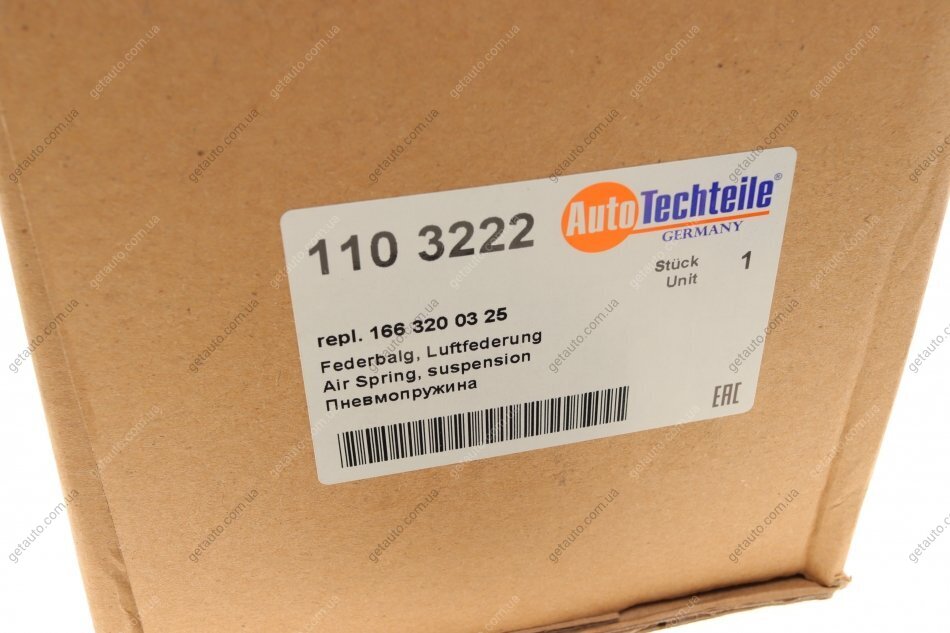 110 3222
AutoTechteile®
GERMANY
Stück 1
Unit
repl. 166 320 03 25
Federbalg, Luftfederung
Air Spring, suspension
Пневмопружина
EAC
getauto.com.ua